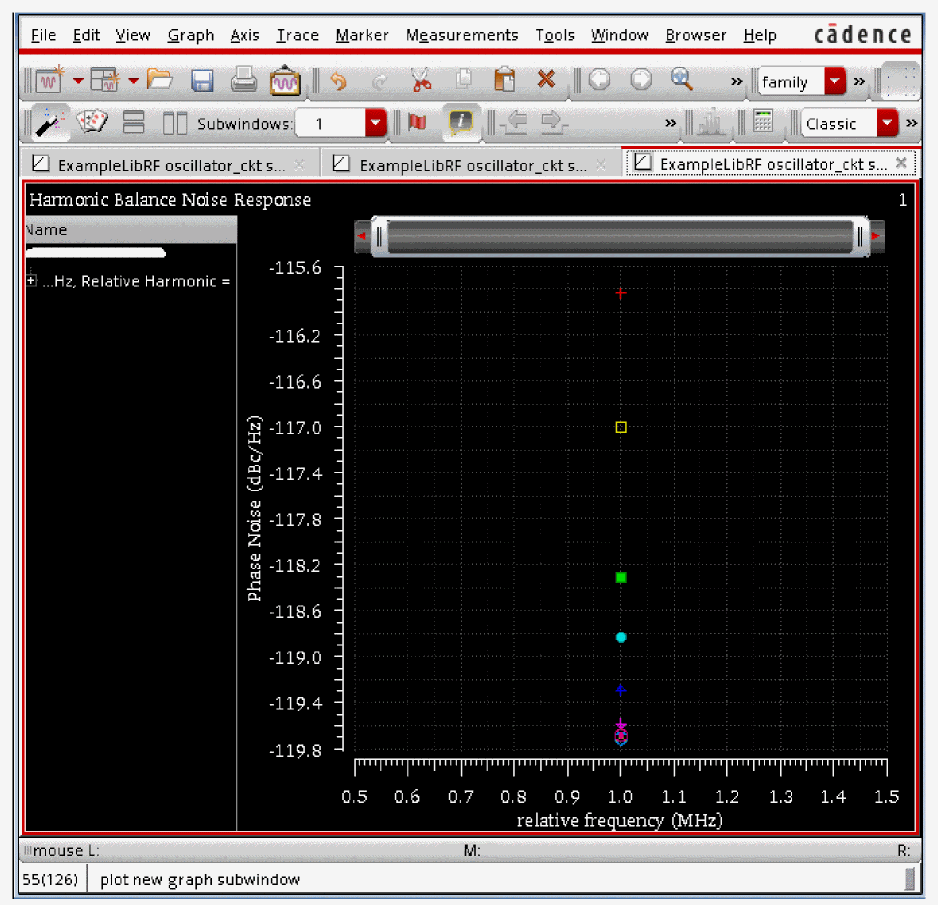 File Edit View Graph Axis Trace Marker Measurements Tools Window Browser Help cādence
» family »
Subwindows: 1 » Classic »
ExampleLibRF oscillator_ckt s... ExampleLibRF oscillator_ckt s... ExampleLibRF oscillator_ckt s...
Harmonic Balance Noise Response 1
Name
...Hz, Relative Harmonic =
-115.6
-116.2
-116.6
-117.0
-117.4
-117.8
-118.2
-118.6
-119.0
-119.4
-119.8
Phase Noise (dBc/Hz)
0.5 0.6 0.7 0.8 0.9 1.0 1.1 1.2 1.3 1.4 1.5
relative frequency (MHz)
mouse L: M: R:
55(126) plot new graph subwindow